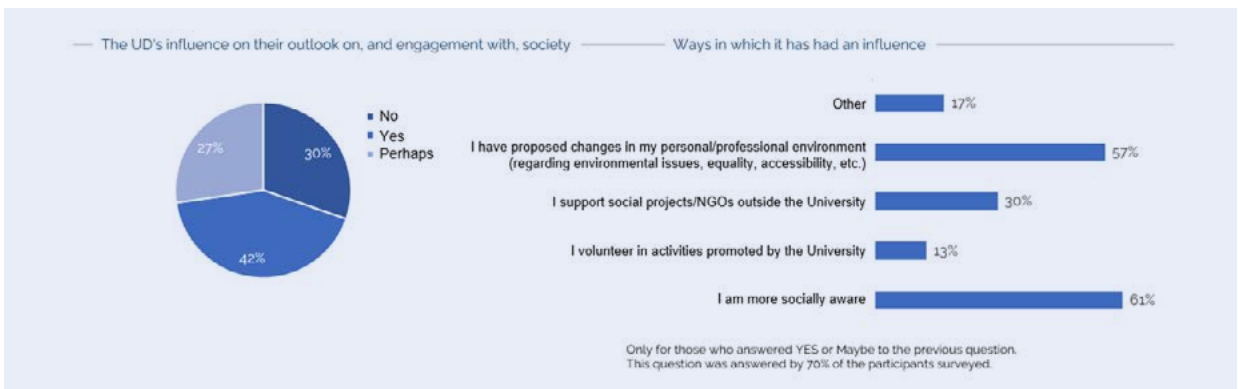 The UD's influence on their outlook on, and engagement with, society
27%
30%
42%
No
Yes
Perhaps
Ways in which it has had an influence
Other
17%
I have proposed changes in my personal/professional environment
(regarding environmental issues, equality, accessibility, etc.)
57%
I support social projects/NGOs outside the University
30%
I volunteer in activities promoted by the University
13%
I am more socially aware
61%
Only for those who answered YES or Maybe to the previous question.
This question was answered by 70% of the participants surveyed.